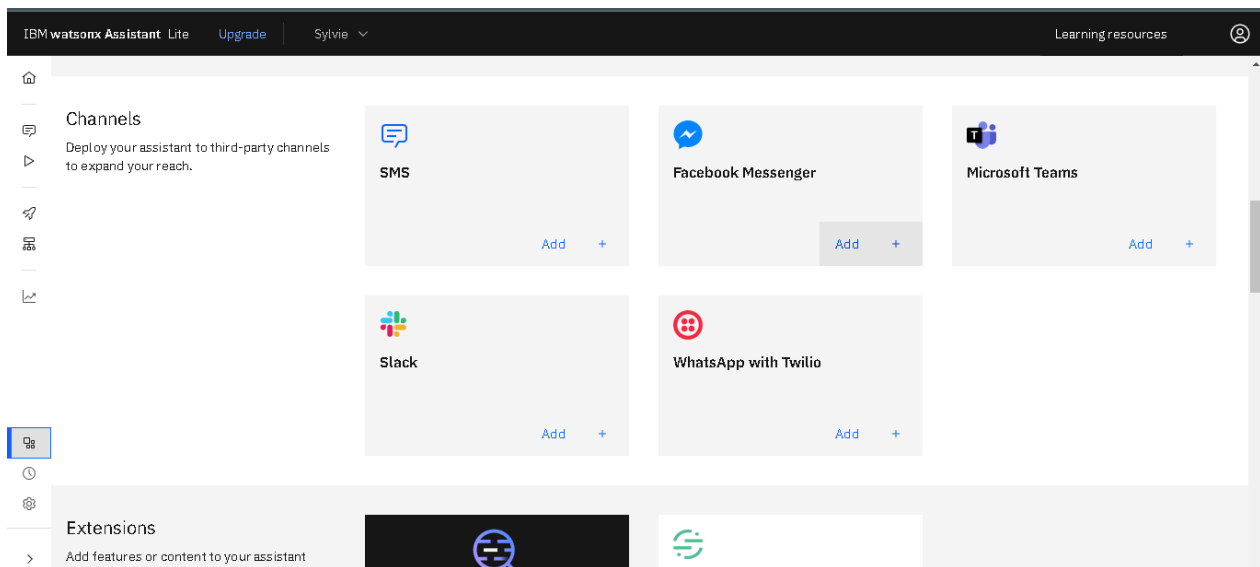 IBM watsonx Assistant Lite Upgrade Sylvie Learning resources
Channels
Deploy your assistant to third-party channels
to expand your reach.
SMS
Add +
Facebook Messenger
Add +
Microsoft Teams
Add +
Slack
Add +
WhatsApp with Twilio
Add +
Extensions
Add features or content to your assistant